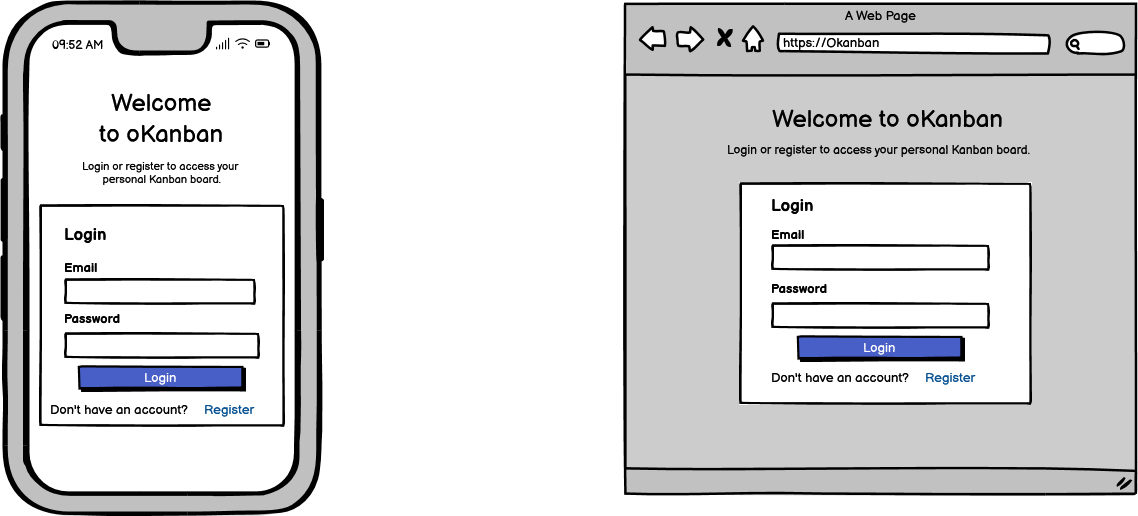 09:52 AM
Welcome
to oKanban
Login or register to access your
personal Kanban board.
Login
Email
Password
Login
Don't have an account? Register
A Web Page
https://Okanban
Welcome to oKanban
Login or register to access your personal Kanban board.
Login
Email
Password
Login
Don't have an account? Register